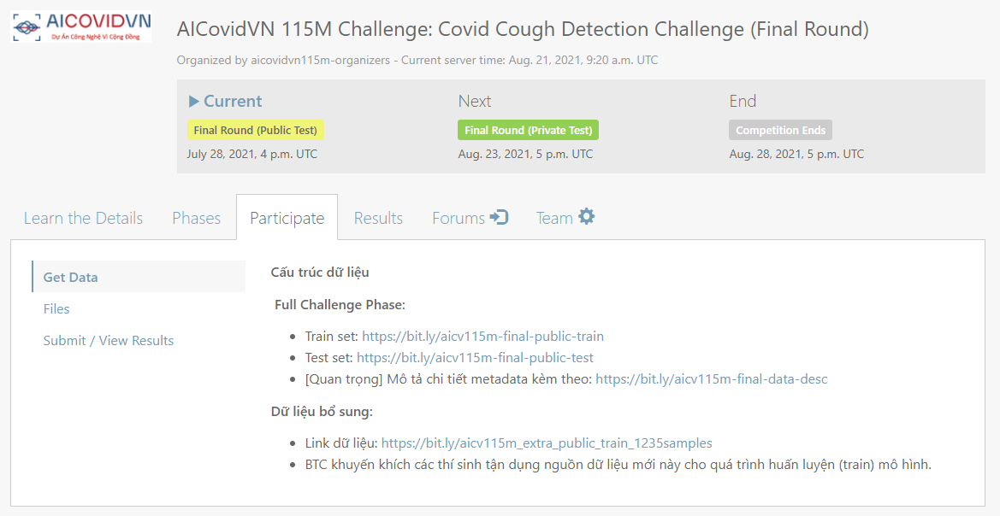 AICOVIDVN
Dự Án Công Nghệ Vì Cộng Đồng
AICovidVN 115M Challenge: Covid Cough Detection Challenge (Final Round)
Organized by aicovidvn115m-organizers - Current server time: Aug. 21, 2021, 9:20 a.m. UTC
Current
Final Round (Public Test)
July 28, 2021, 4 p.m. UTC
Next
Final Round (Private Test)
Aug. 23, 2021, 5 p.m. UTC
End
Competition Ends
Aug. 28, 2021, 5 p.m. UTC
Learn the Details Phases Participate Results Forums Team
Get Data
Files
Submit / View Results
Cấu trúc dữ liệu
Full Challenge Phase:
Train set: https://bit.ly/aicv115m-final-public-train
Test set: https://bit.ly/aicv115m-final-public-test
[Quan trọng] Mô tả chi tiết metadata kèm theo: https://bit.ly/aicv115m-final-data-desc
Dữ liệu bổ sung:
Link dữ liệu: https://bit.ly/aicv115m_extra_public_train_1235samples
BTC khuyến khích các thí sinh tận dụng nguồn dữ liệu mới này cho quá trình huấn luyện (train) mô hình.